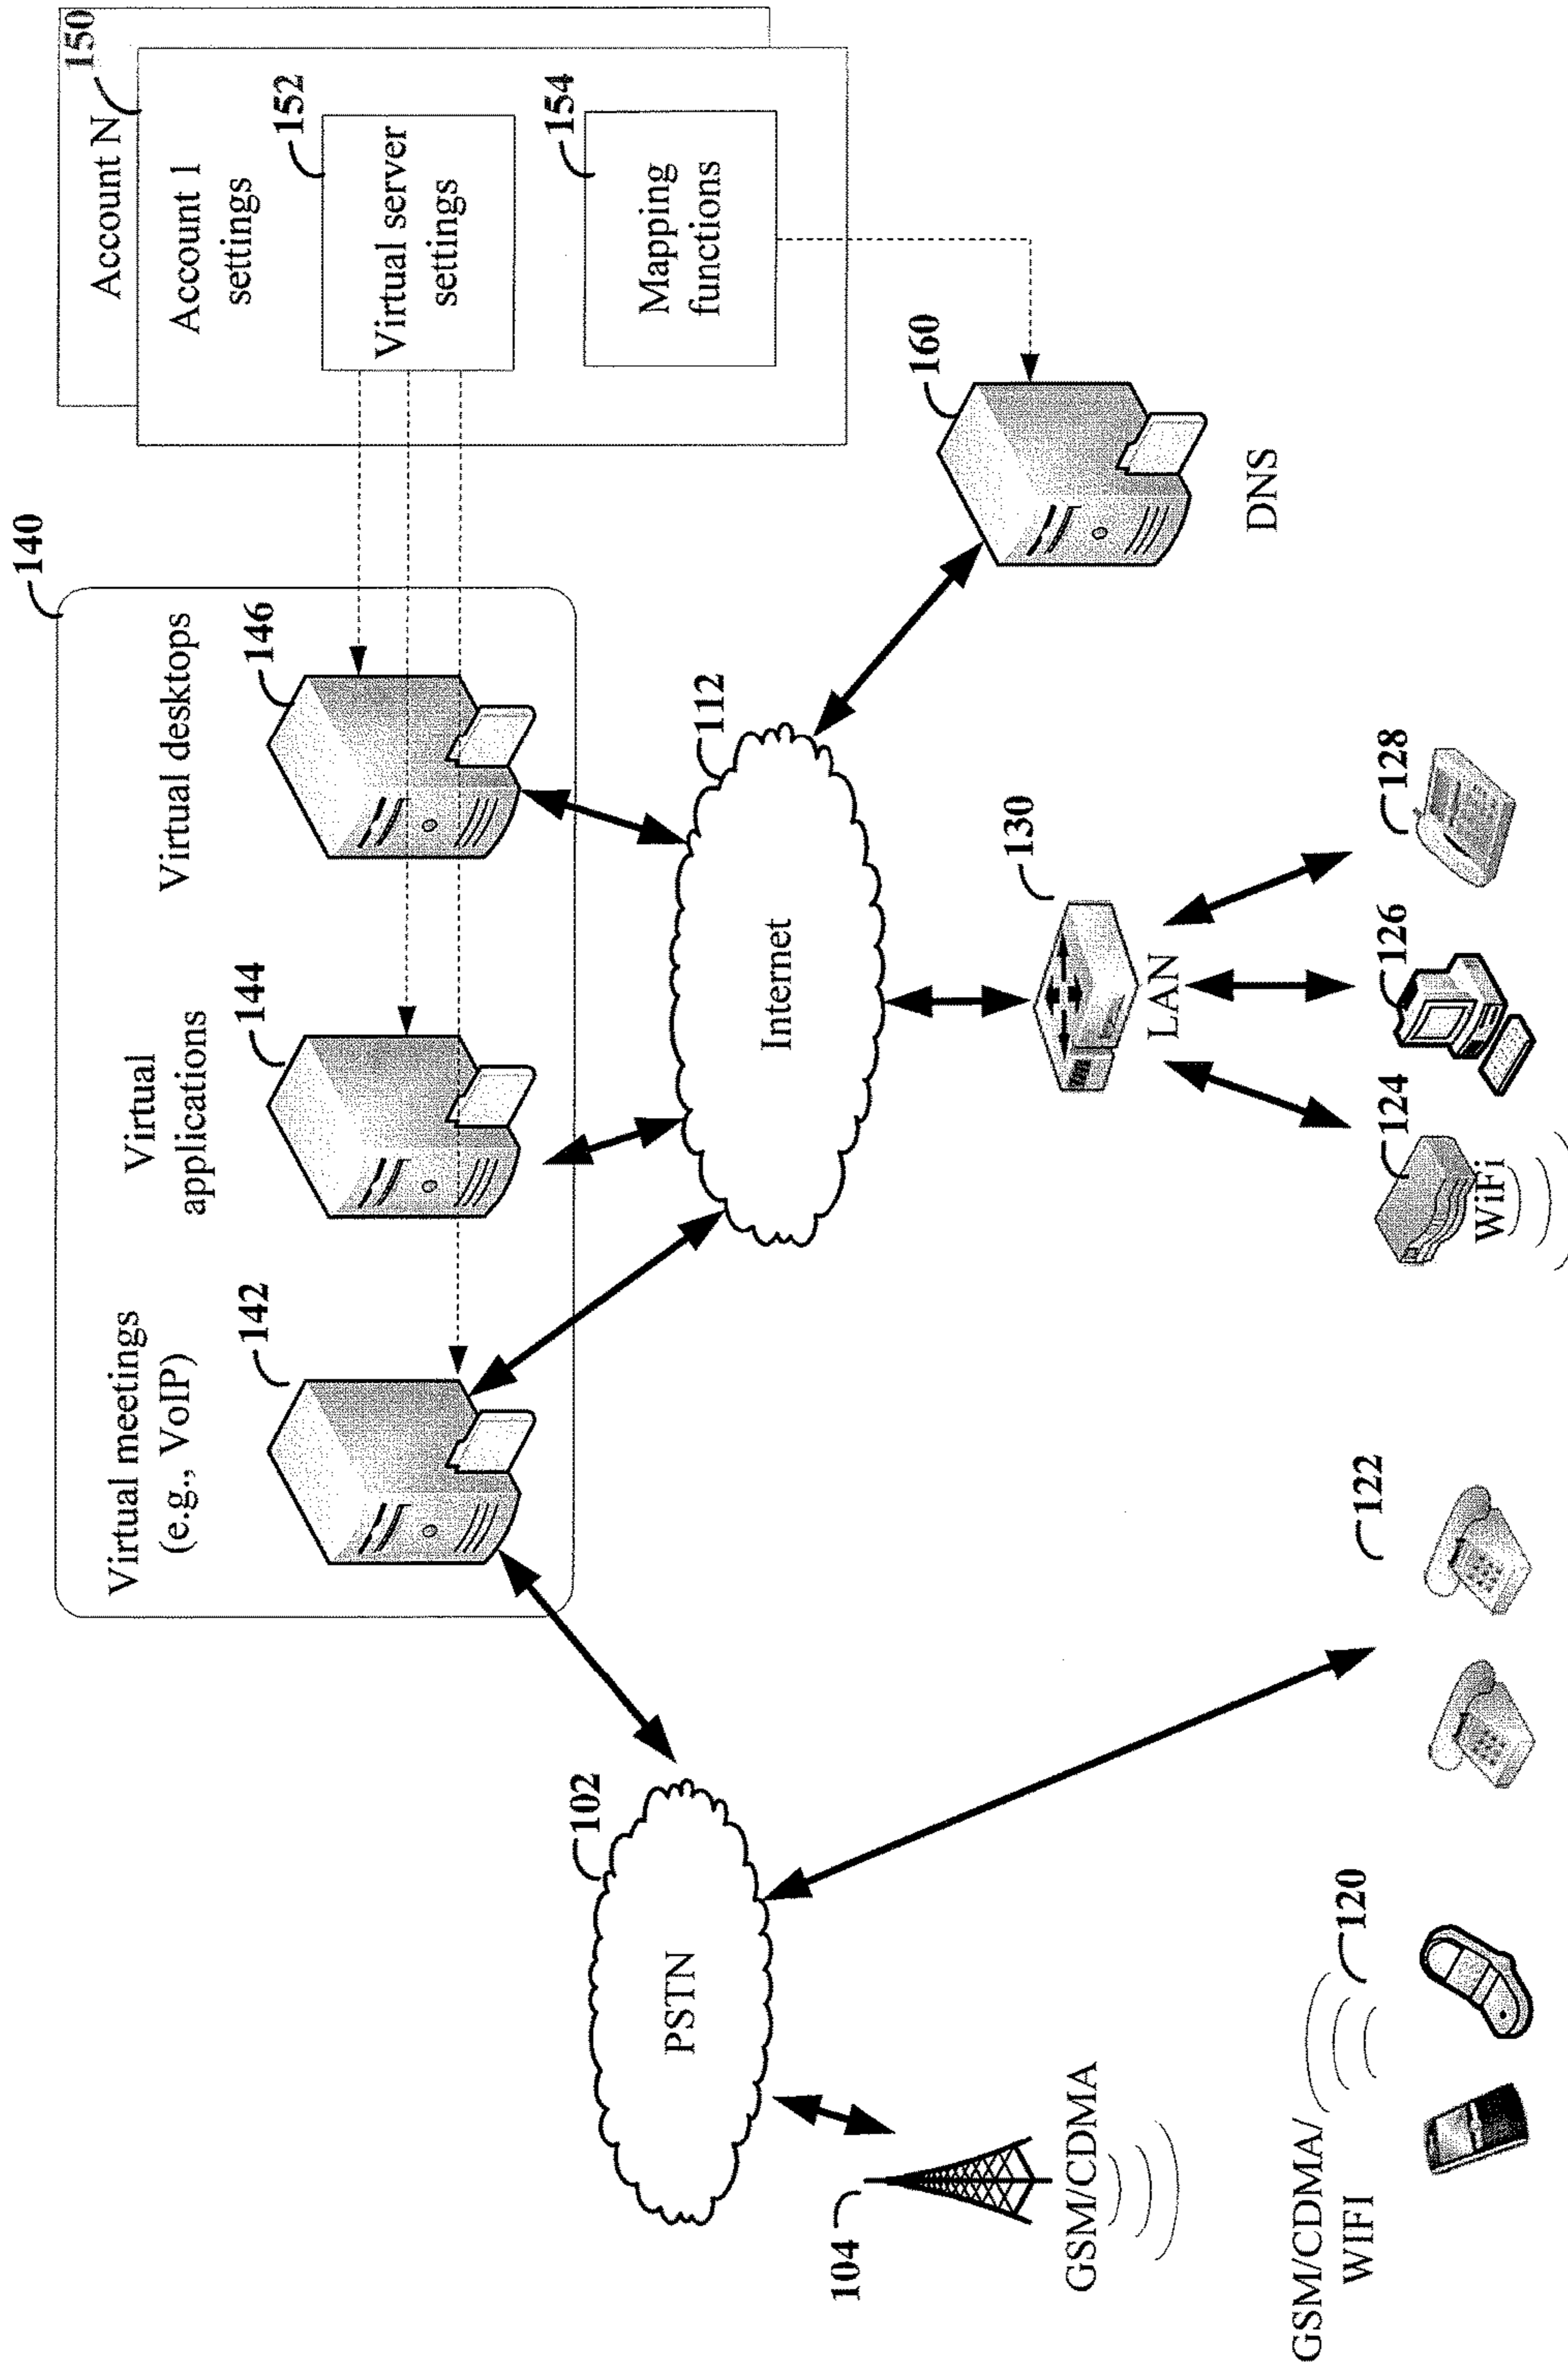 140
Virtual meetings
(e.g., VoIP)
142
Virtual
applications
144
Virtual desktops
146
Account N
150
Account 1
settings
152
Virtual server
settings
154
Mapping
functions
102
PSTN
112
Internet
160
DNS
104
GSM/CDMA
130
LAN
GSM/CDMA/
WIFI
120
122
124
WiFi
126
128